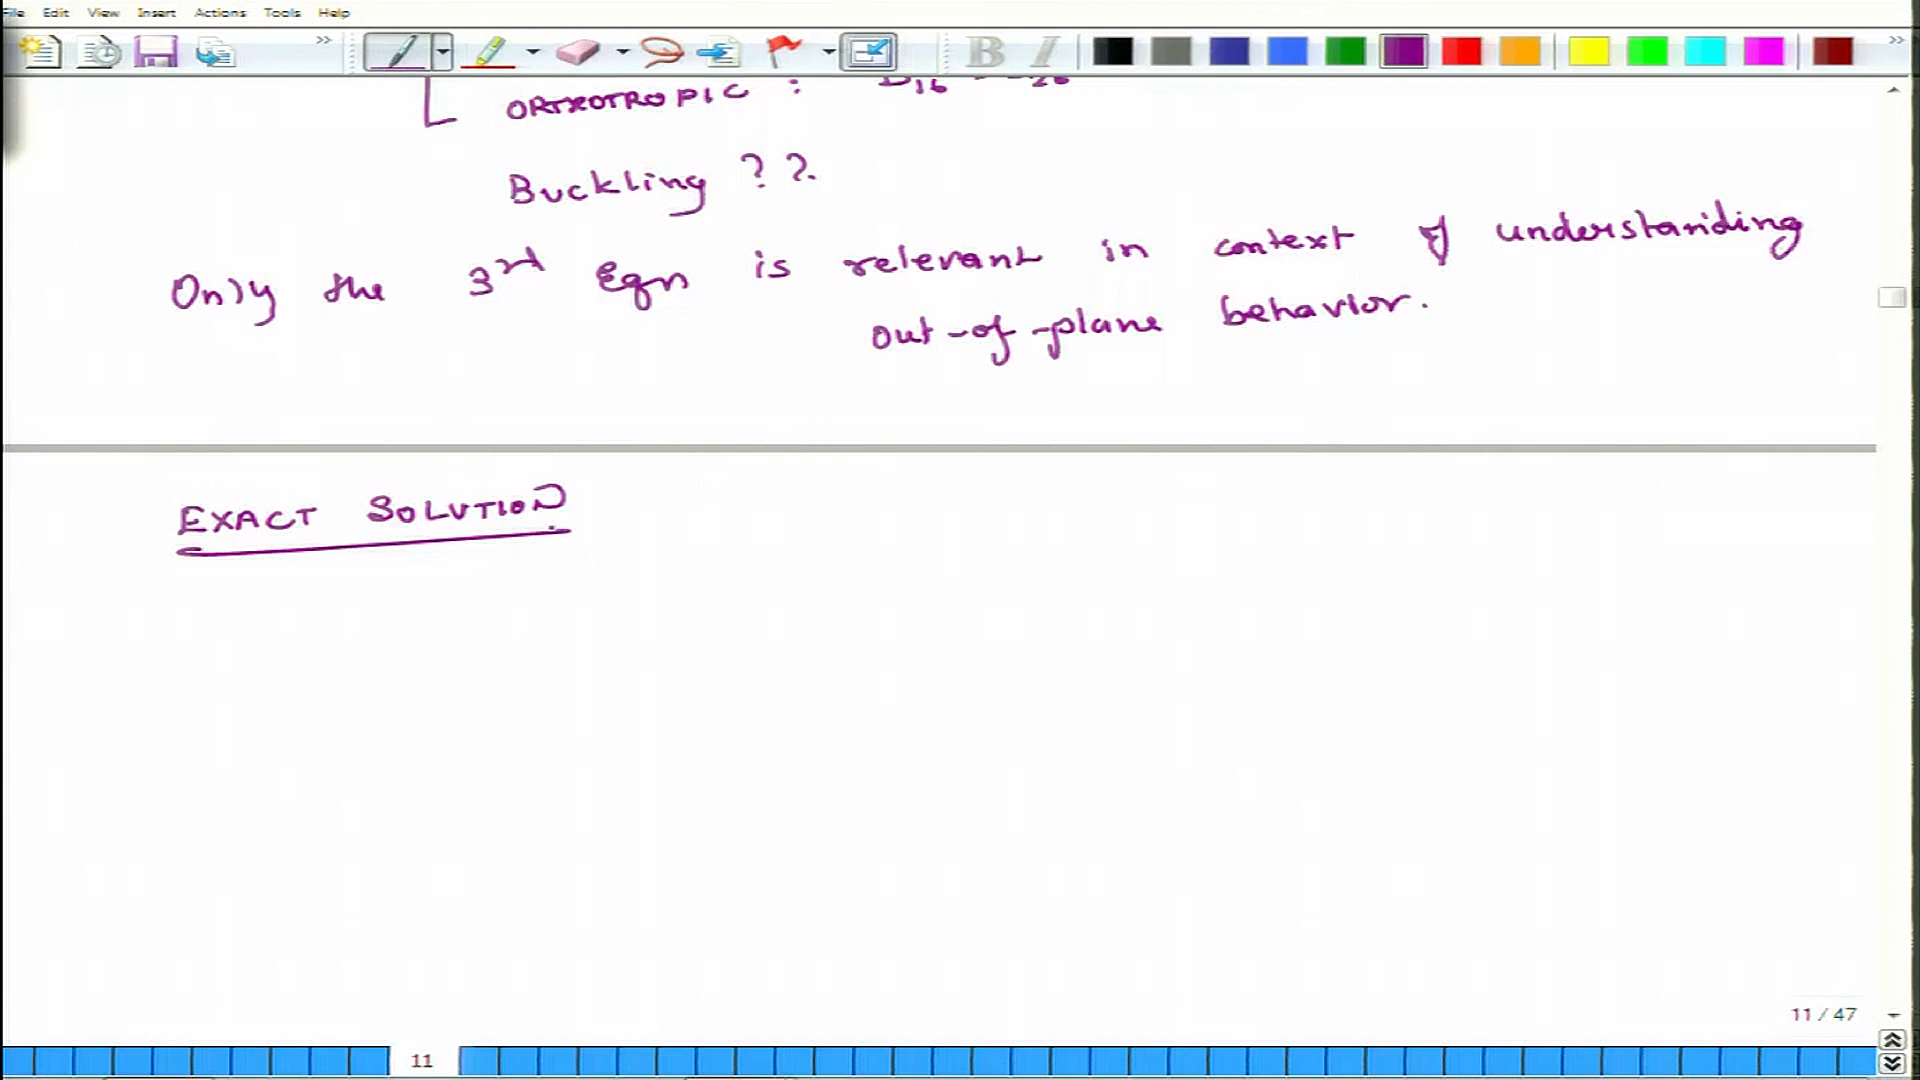 File Edit View Insert Actions Tools Help
B I
ORTHOTROPIC :
Buckling ??
Only the 3rd Eqn is relevant in context of understanding
out-of-plane behavior.
EXACT SOLUTION
11 / 47
11